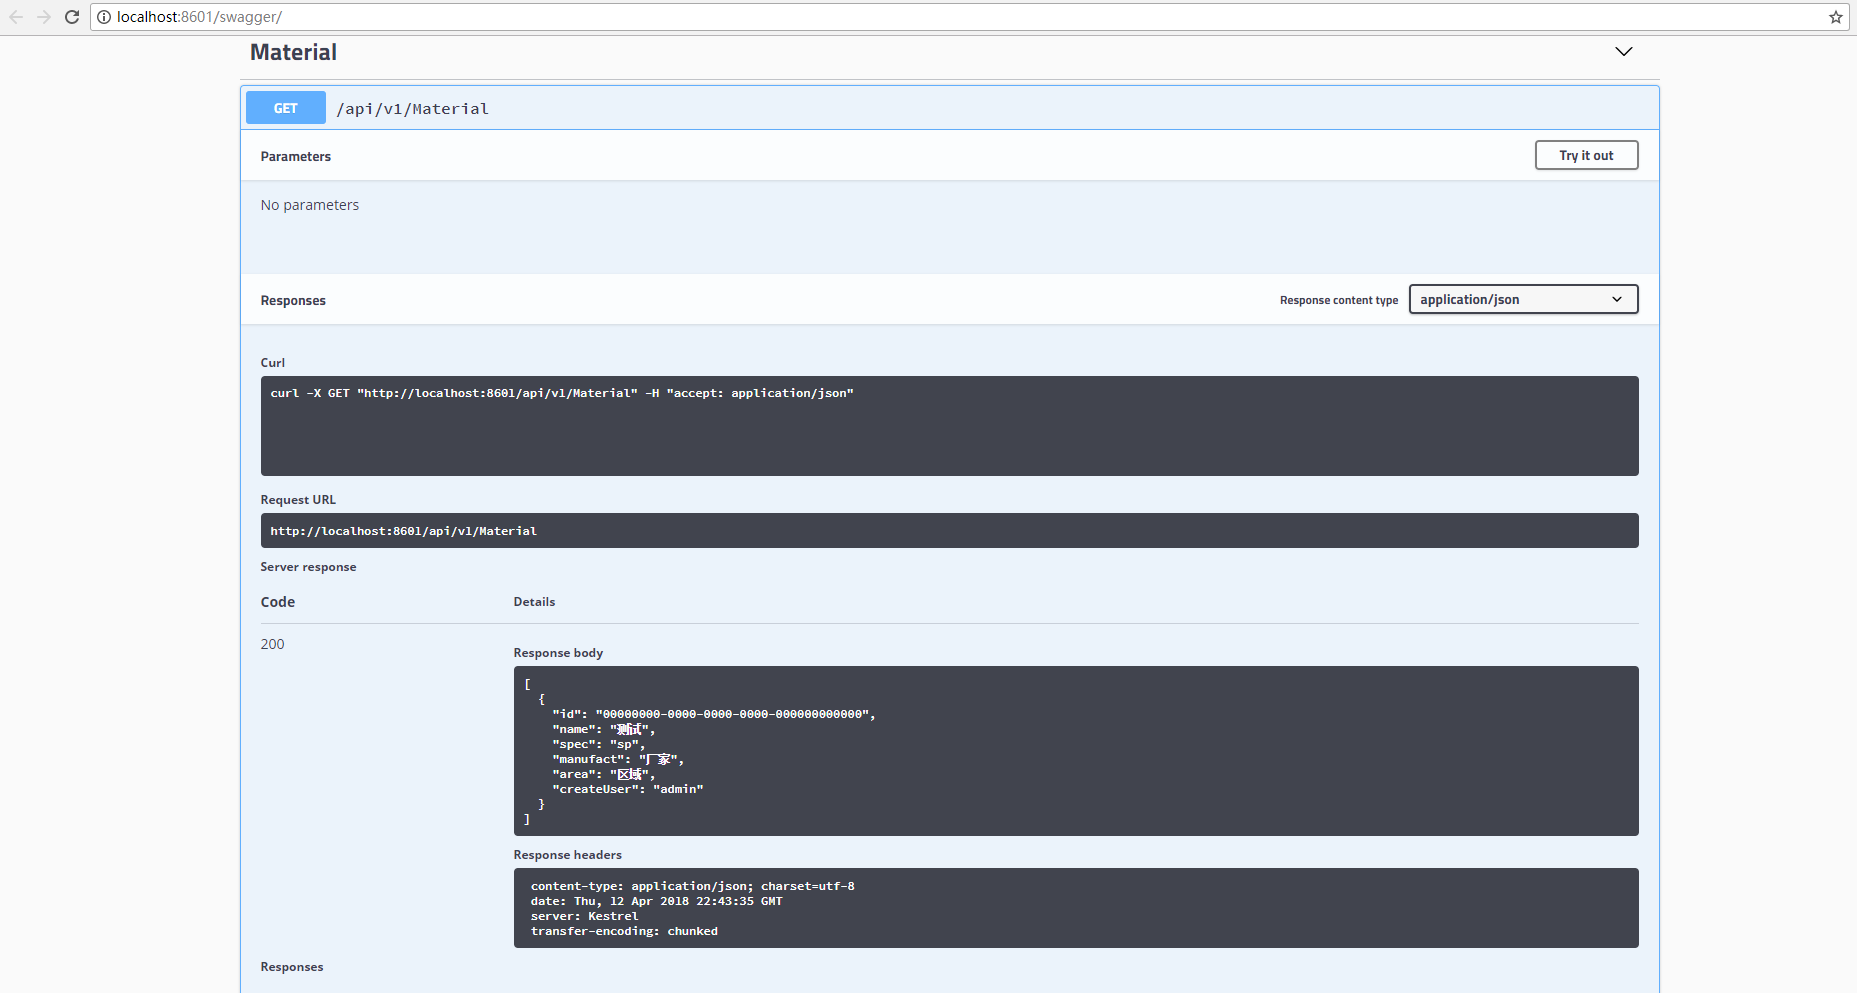 localhost:8601/swagger/
Material
GET /api/v1/Material
Parameters
Try it out
No parameters
Responses
Response content type
application/json
Curl
curl -X GET "http://localhost:8601/api/v1/Material" -H "accept: application/json"
Request URL
http://localhost:8601/api/v1/Material
Server response
Code
Details
200
Response body
[
  {
    "id": "00000000-0000-0000-0000-000000000000",
    "name": "测试",
    "spec": "sp",
    "manufact": "厂家",
    "area": "区域",
    "createUser": "admin"
  }
]
Response headers
content-type: application/json; charset=utf-8
date: Thu, 12 Apr 2018 22:43:35 GMT
server: Kestrel
transfer-encoding: chunked
Responses